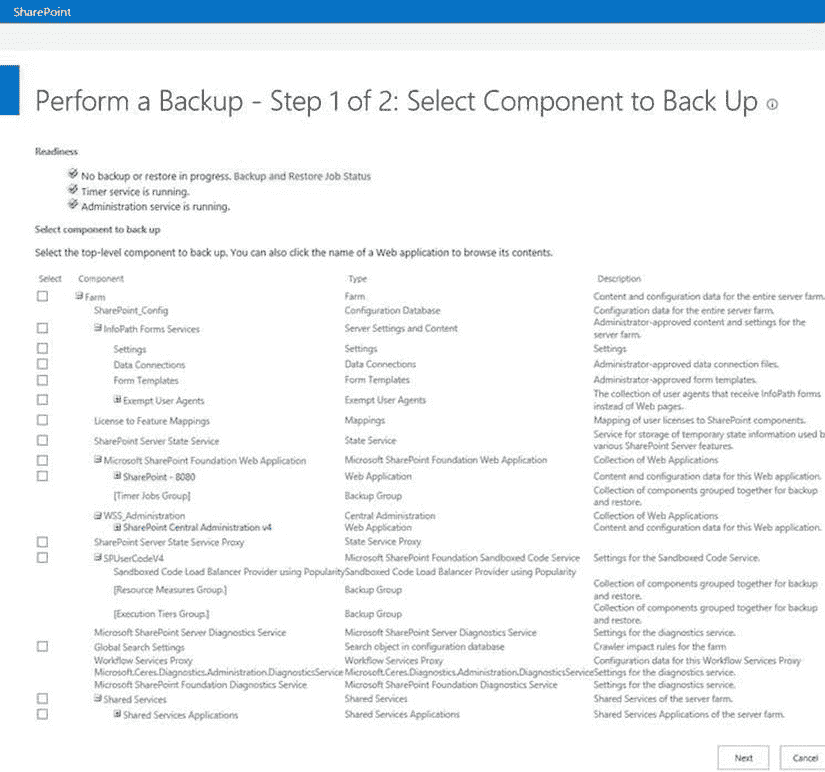 SharePoint
Perform a Backup - Step 1 of 2: Select Component to Back Up
Readiness
No backup or restore in progress. Backup and Restore Job Status
Timer service is running.
Administration service is running.
Select component to back up
Select the top-level component to back up. You can also click the name of a Web application to browse its contents.
Select Component Type Description
Farm Farm Content and configuration data for the entire server farm.
SharePoint_Config Configuration Database Configuration data for the entire server farm.
InfoPath Forms Services Server Settings and Content Administrator-approved content and settings for the
server farm.
Settings Settings Settings
Data Connections Data Connections Administrator-approved data connection files.
Form Templates Form Templates Administrator-approved form templates.
Exempt User Agents Exempt User Agents The collection of user agents that receive InfoPath forms
instead of Web pages.
License to Feature Mappings Mappings Mapping of user licenses to SharePoint components.
SharePoint Server State Service State Service Service for storage of temporary state information used b
various SharePoint Server features.
Microsoft SharePoint Foundation Web Application Microsoft SharePoint Foundation Web Application Collection of Web Applications
SharePoint - 8080 Web Application Content and configuration data for this Web application.
[Timer Jobs Group] Backup Group Collection of components grouped together for backup
and restore.
WSS_Administration Central Administration Collection of Web Applications
SharePoint Central Administration v4 Web Application Content and configuration data for this Web application.
SharePoint Server State Service Proxy State Service Proxy
SPUserCodeV4 Microsoft SharePoint Foundation Sandboxed Code Service Settings for the Sandboxed Code Service.
Sandboxed Code Load Balancer Provider using Popularity Sandboxed Code Load Balancer Provider using Popularity
[Resource Measures Group.] Backup Group Collection of components grouped together for backup
and restore.
[Execution Tiers Group.] Backup Group Collection of components grouped together for backup
and restore.
Microsoft SharePoint Server Diagnostics Service Microsoft SharePoint Server Diagnostics Service Settings for the diagnostics service.
Global Search Settings Search object in configuration database Crawler impact rules for the farm
Workflow Services Proxy Workflow Services Proxy Configuration data for this Workflow Services Proxy
Microsoft.Ceres.Diagnostics.Administration.DiagnosticsService Microsoft.Ceres.Diagnostics.Administration.DiagnosticsService Settings for the diagnostics service.
Microsoft SharePoint Foundation Diagnostics Service Microsoft SharePoint Foundation Diagnostics Service Settings for the diagnostics service.
Shared Services Shared Services Shared Services of the server farm.
Shared Services Applications Shared Services Applications Shared Services Applications of the server farm.
Next Cancel